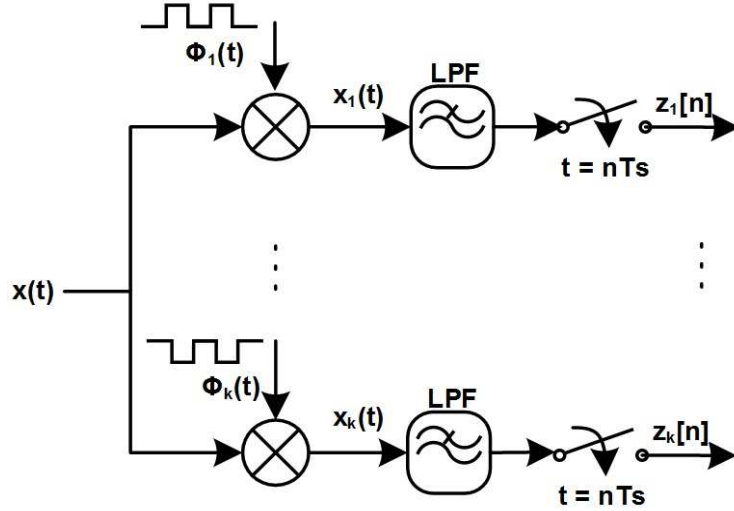 Φ₁(t)
x₁(t)
LPF
z₁[n]
t = nTs
x(t)
Φₖ(t)
xₖ(t)
LPF
zₖ[n]
t = nTs